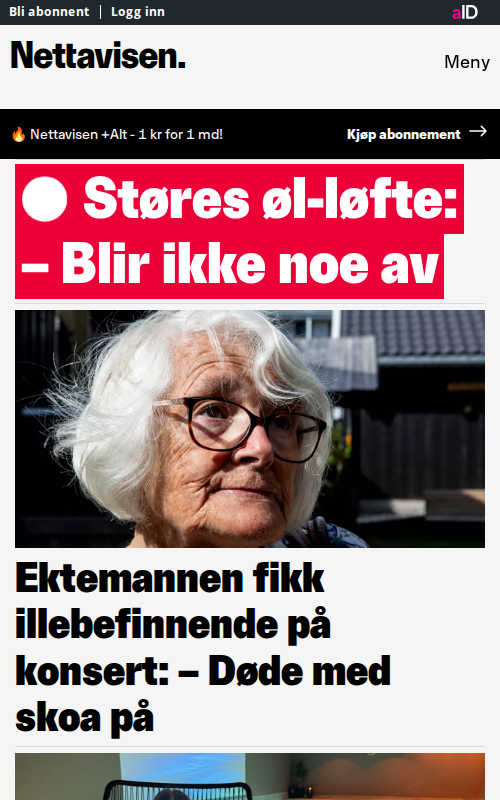 Bli abonnent | Logg inn
aID
Nettavisen.
Meny
🔥 Nettavisen +Alt - 1 kr for 1 md!
Kjøp abonnement →
Støres øl-løfte:
– Blir ikke noe av
Ektemannen fikk
illebefinnende på
konsert: – Døde med
skoa på